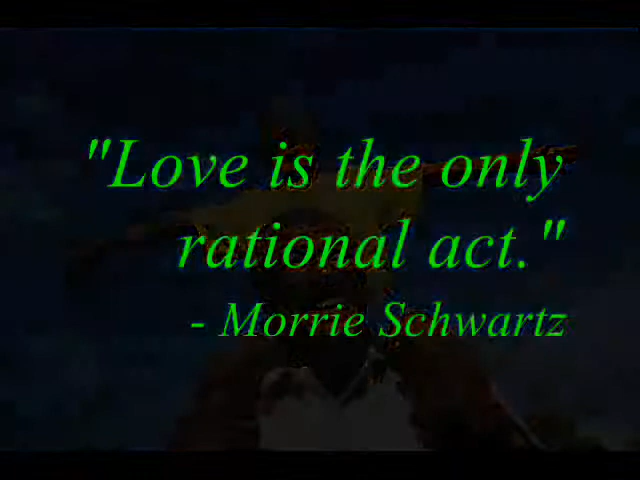 "Love is the only
rational act."
- Morrie Schwartz